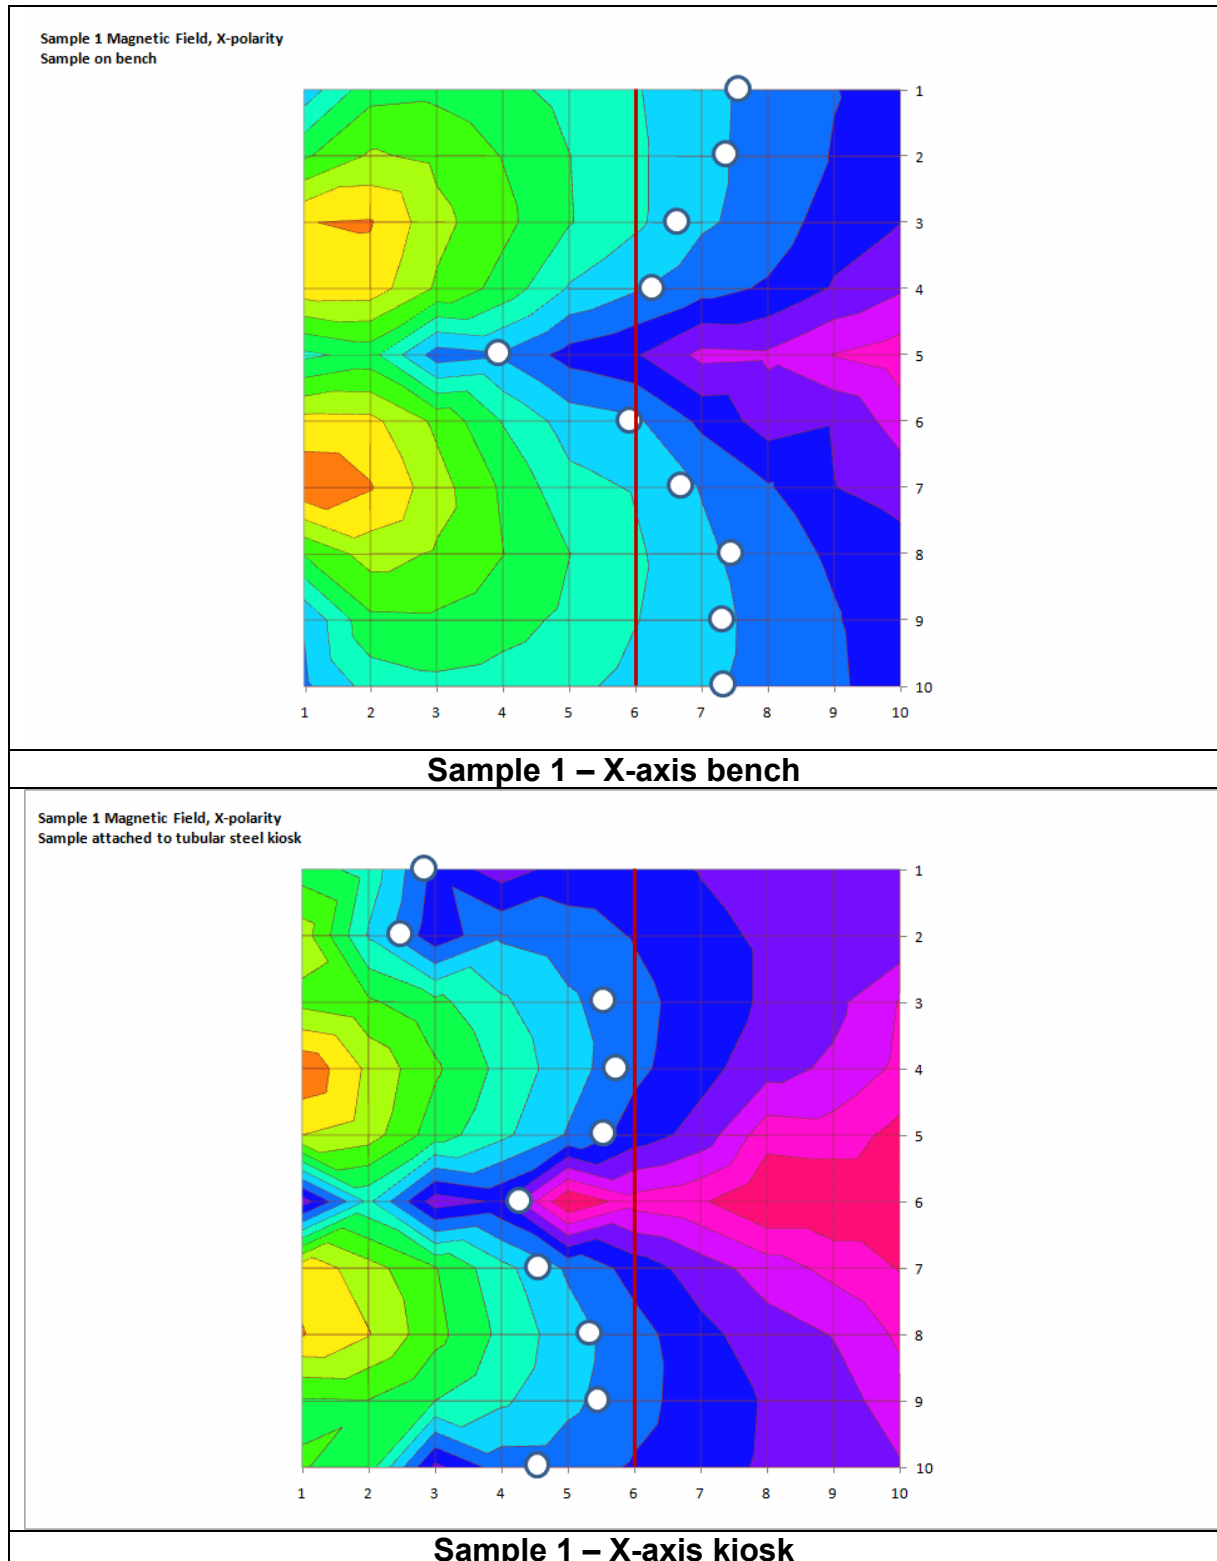 Sample 1 Magnetic Field, X-polarity
Sample on bench
1
2
3
4
5
6
7
8
9
10
1 2 3 4 5 6 7 8 9 10
Sample 1 – X-axis bench
Sample 1 Magnetic Field, X-polarity
Sample attached to tubular steel kiosk
1
2
3
4
5
6
7
8
9
10
1 2 3 4 5 6 7 8 9 10
Sample 1 – X-axis kiosk